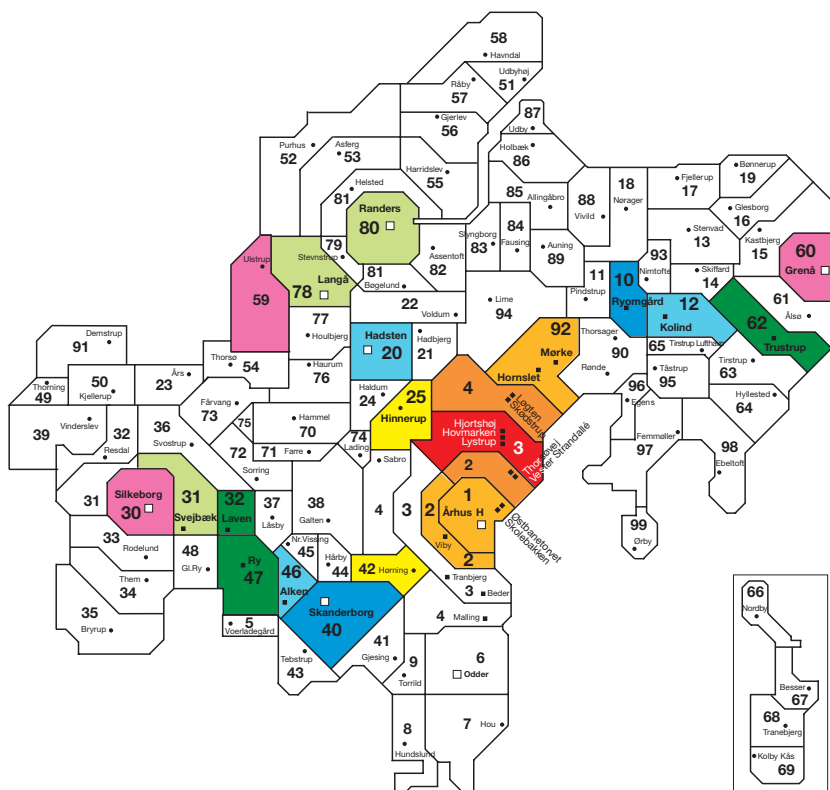 58
Havndal
Udbyhøj
51
Råby
57
87
Udby
Gjerlev
56
Purhus
52
Asferg
53
Holbæk
86
Harridslev
55
Helsted
81
85
Allingåbro
88
Vivild
18
Nørager
Fjellerup
17
Bønnerup
19
Glesborg
16
Randers
80
Slyngborg
83
84
Fausing
Auning
89
Stenvad
13
Kastbjerg
15
60
Grenå
79
Stevnstrup
Assentoft
82
93
Nimtofte
Skiffard
14
Ulstrup
59
Langå
78
81
Bøgelund
11
Pindstrup
10
Ryomgård
12
Kolind
61
Ålsø
22
Voldum
Lime
94
62
Trustrup
77
Houlbjerg
Hadsten
20
Hadbjerg
21
92
Mørke
Thorsager
90
65
Tirstrup Lufthavn
Demstrup
91
Thorsø
54
Haurum
76
Rønde
Tåstrup
95
Tirstrup
63
Års
23
Hornslet
Thorning
49
50
Kjellerup
Haldum
24
25
Hinnerup
4
Løgten
Skødstrup
96
Egens
Hyllested
64
Fårvang
73
Hammel
70
Vinderslev
39
32
Resdal
36
Svostrup
75
74
Lading
Hjortshøj
Hovmarken
Lystrup
3
Femmøller
97
98
Ebeltoft
72
Sorring
71
Farre
Sabro
2
Thorsøvej
Vester Strandallé
31
Silkeborg
30
31
Svejbæk
32
Laven
37
Låsby
38
Galten
4
3
2
1
Århus H
Viby
Østbanetorvet
Skolebakken
99
Ørby
33
Rodelund
48
Gl.Ry
Nr.Vissing
45
Ry
47
46
Alken
Hårby
44
42
Hørning
2
Tranbjerg
3
Beder
Them
34
35
Bryrup
5
Voerladegård
Skanderborg
40
4
Malling
Tebstrup
43
41
Gjesing
9
Torrild
6
Odder
8
Hundslund
7
Hou
66
Nordby
Besser
67
68
Tranebjerg
Kolby Kås
69